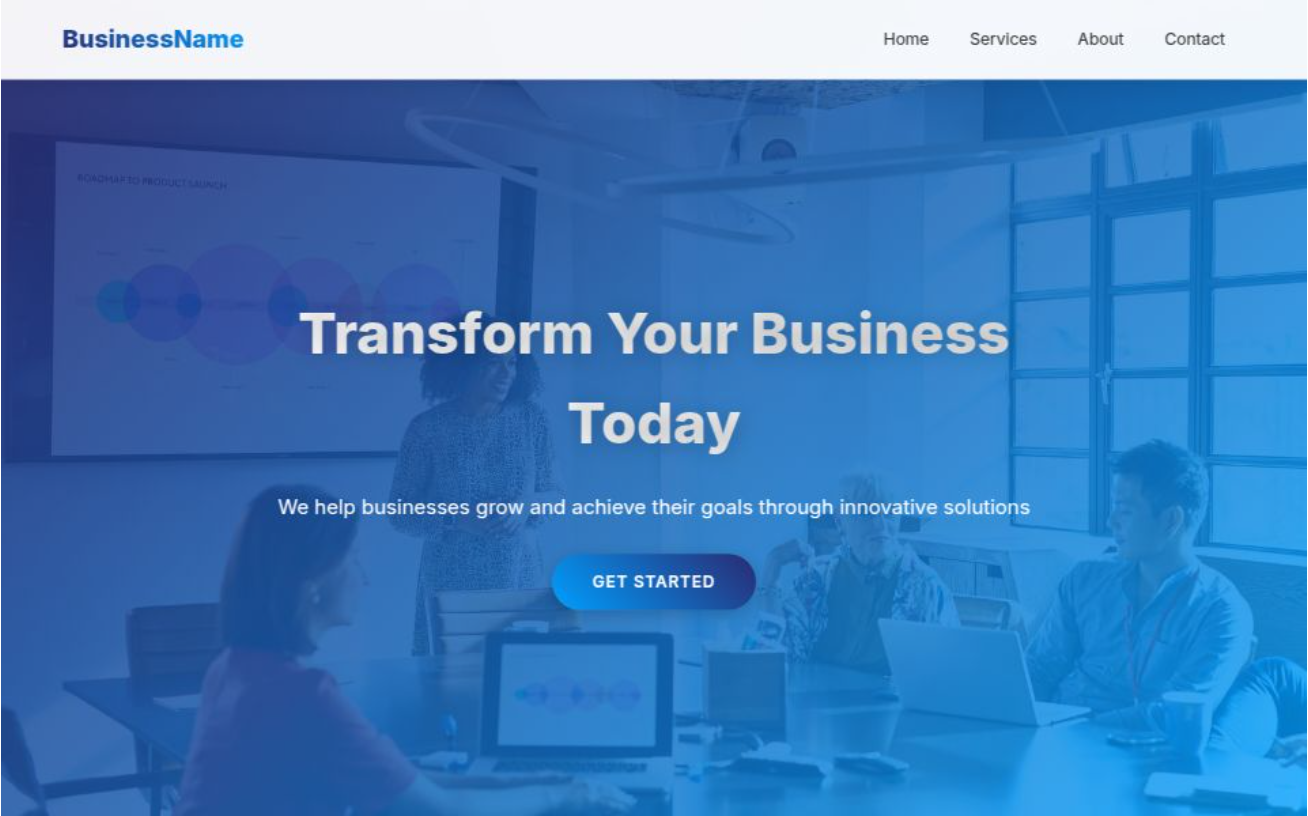 BusinessName
Home Services About Contact
ROADMAP TO PRODUCT LAUNCH
Transform Your Business
Today
We help businesses grow and achieve their goals through innovative solutions
GET STARTED